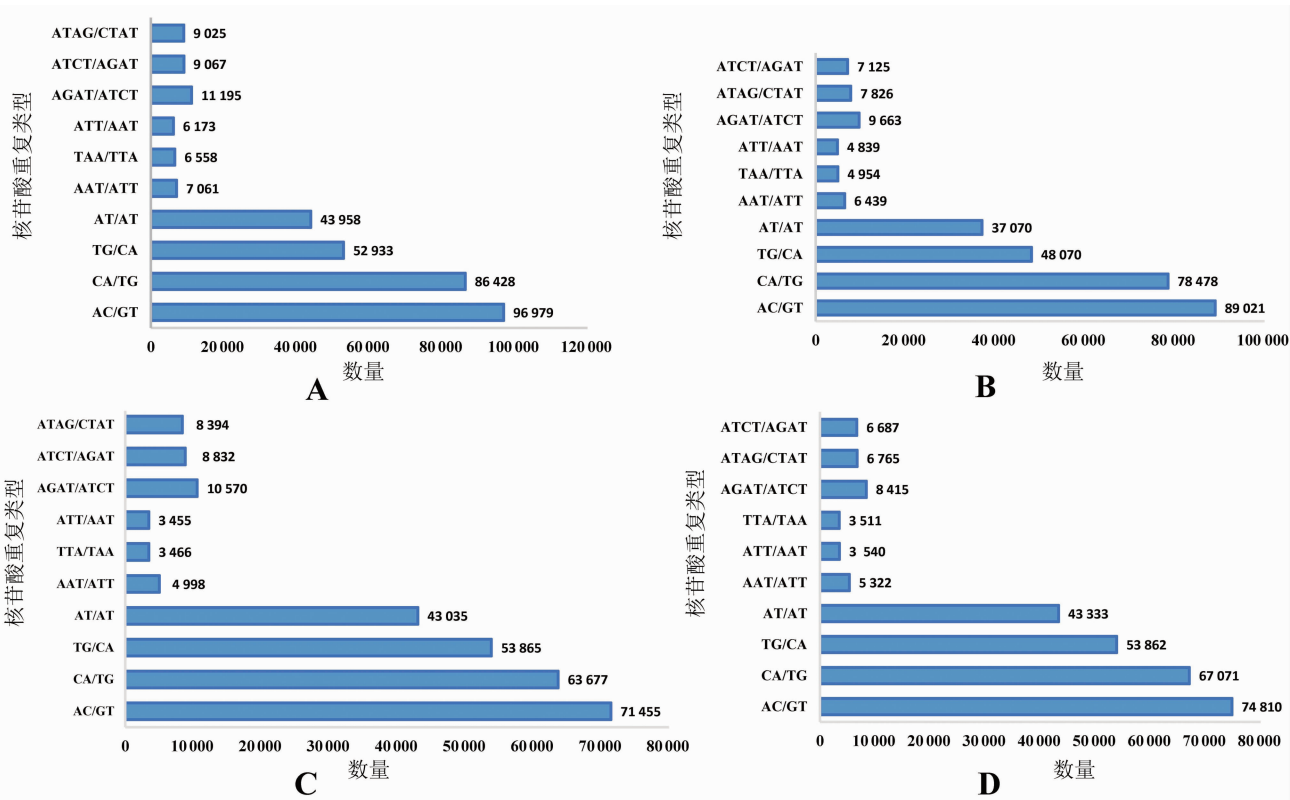 核苷酸重复类型
ATAG/CTAT 9 025
ATCT/AGAT 9 067
AGAT/ATCT 11 195
ATT/AAT 6 173
TAA/TTA 6 558
AAT/ATT 7 061
AT/AT 43 958
TG/CA 52 933
CA/TG 86 428
AC/GT 96 979
0 20 000 40 000 60 000 80 000 100 000 120 000
数量
A
核苷酸重复类型
ATCT/AGAT 7 125
ATAG/CTAT 7 826
AGAT/ATCT 9 663
ATT/AAT 4 839
TAA/TTA 4 954
AAT/ATT 6 439
AT/AT 37 070
TG/CA 48 070
CA/TG 78 478
AC/GT 89 021
0 20 000 40 000 60 000 80 000 100 000
数量
B
核苷酸重复类型
ATAG/CTAT 8 394
ATCT/AGAT 8 832
AGAT/ATCT 10 570
ATT/AAT 3 455
TTA/TAA 3 466
AAT/ATT 4 998
AT/AT 43 035
TG/CA 53 865
CA/TG 63 677
AC/GT 71 455
0 10 000 20 000 30 000 40 000 50 000 60 000 70 000 80 000
数量
C
核苷酸重复类型
ATCT/AGAT 6 687
ATAG/CTAT 6 765
AGAT/ATCT 8 415
TTA/TAA 3 511
ATT/AAT 3 540
AAT/ATT 5 322
AT/AT 43 333
TG/CA 53 862
CA/TG 67 071
AC/GT 74 810
0 10 000 20 000 30 000 40 000 50 000 60 000 70 000 80 000
数量
D